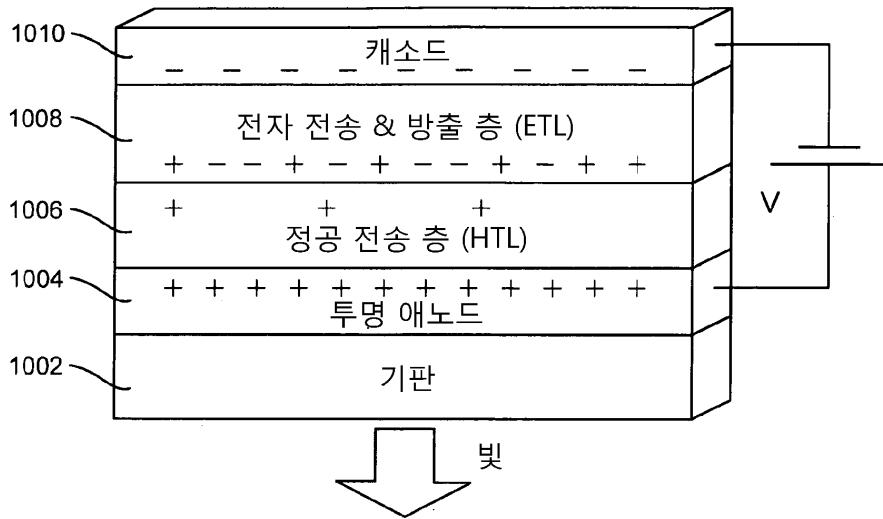 1010
캐소드
− − − − − − − − −
1008
전자 전송 & 방출 층 (ETL)
+ − − + − + − − + − + +
1006
+ + +
정공 전송 층 (HTL)
V
1004
+ + + + + + + + + + + +
투명 애노드
1002
기판
빛